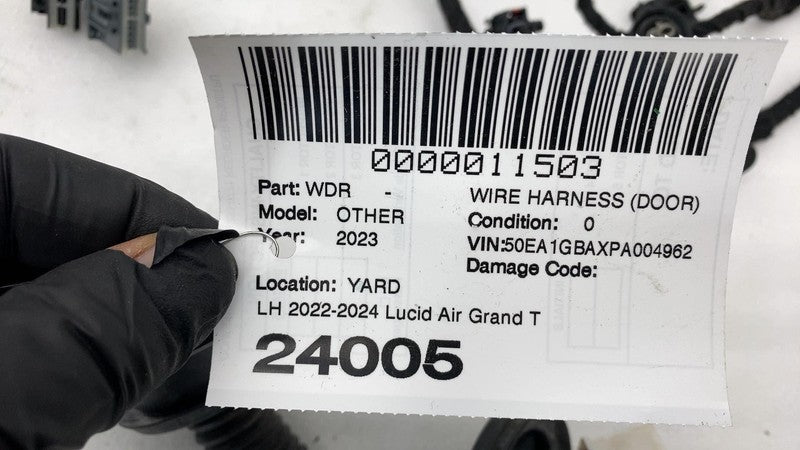 0000011503
Part: WDR - WIRE HARNESS (DOOR)
Model: OTHER Condition: 0
Year: 2023 VIN:50EA1GBAXPA004962
Damage Code:
Location: YARD
LH 2022-2024 Lucid Air Grand T
24005